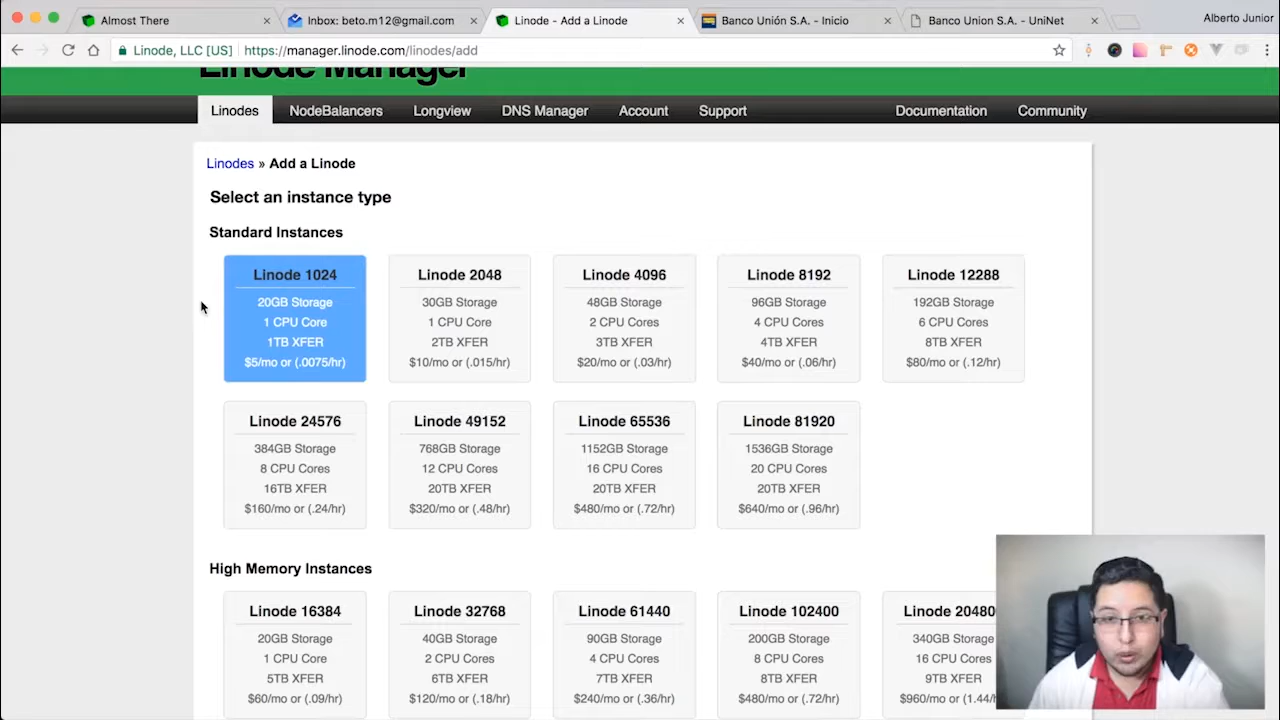 Almost There
Inbox: beto.m12@gmail.com
Linode - Add a Linode
Banco Unión S.A. - Inicio
Banco Union S.A. - UniNet
Alberto Junior
Linode, LLC [US]
https://manager.linode.com/linodes/add
Linode Manager
Linodes
NodeBalancers
Longview
DNS Manager
Account
Support
Documentation
Community
Linodes » Add a Linode
Select an instance type
Standard Instances
Linode 1024
20GB Storage
1 CPU Core
1TB XFER
$5/mo or (.0075/hr)
Linode 2048
30GB Storage
1 CPU Core
2TB XFER
$10/mo or (.015/hr)
Linode 4096
48GB Storage
2 CPU Cores
3TB XFER
$20/mo or (.03/hr)
Linode 8192
96GB Storage
4 CPU Cores
4TB XFER
$40/mo or (.06/hr)
Linode 12288
192GB Storage
6 CPU Cores
8TB XFER
$80/mo or (.12/hr)
Linode 24576
384GB Storage
8 CPU Cores
16TB XFER
$160/mo or (.24/hr)
Linode 49152
768GB Storage
12 CPU Cores
20TB XFER
$320/mo or (.48/hr)
Linode 65536
1152GB Storage
16 CPU Cores
20TB XFER
$480/mo or (.72/hr)
Linode 81920
1536GB Storage
20 CPU Cores
20TB XFER
$640/mo or (.96/hr)
High Memory Instances
Linode 16384
20GB Storage
1 CPU Core
5TB XFER
$60/mo or (.09/hr)
Linode 32768
40GB Storage
2 CPU Cores
6TB XFER
$120/mo or (.18/hr)
Linode 61440
90GB Storage
4 CPU Cores
7TB XFER
$240/mo or (.36/hr)
Linode 102400
200GB Storage
8 CPU Cores
8TB XFER
$480/mo or (.72/hr)
Linode 20480
340GB Storage
16 CPU Cores
9TB XFER
$960/mo or (1.44/h